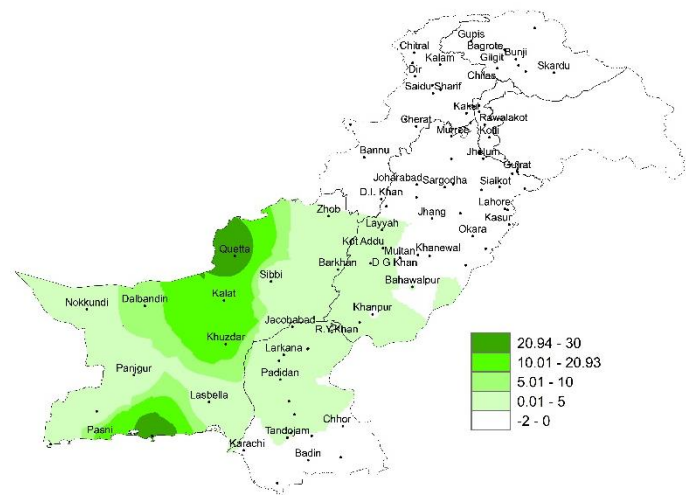 Gupis
Chitral
Bagrote
Kalam
Gilgit
Bunji
Dir
Chilas
Skardu
Saidu Sharif
Kakul
Cherat
Rawalakot
Murree
Kotli
Bannu
Jhelum
Gujrat
Joharabad
Sargodha
Sialkot
D.I. Khan
Lahore
Zhob
Jhang
Kasur
Layyah
Okara
Kot Addu
Quetta
Multan
Khanewal
Barkhan
D G Khan
Sibbi
Bahawalpur
Nokkundi
Dalbandin
Kalat
Khanpur
Jacobabad
R.Y.Khan
Khuzdar
Larkana
Panjgur
Padidan
Lasbella
Pasni
Chhor
Tandojam
Karachi
Badin
20.94 - 30
10.01 - 20.93
5.01 - 10
0.01 - 5
-2 - 0